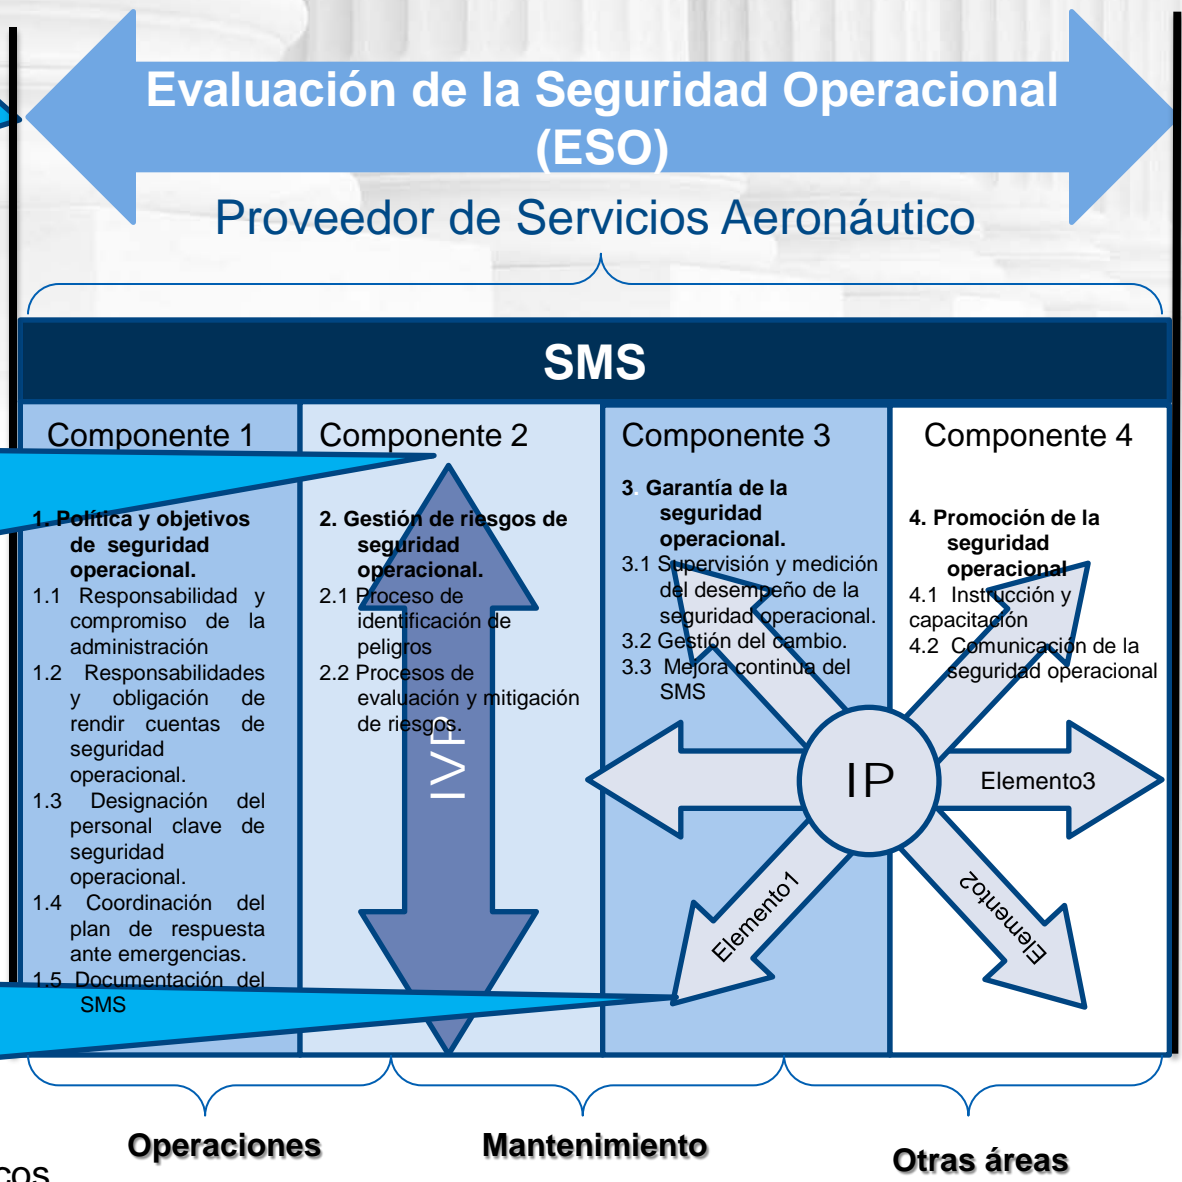 Evaluación de la Seguridad Operacional
(ESO)
Proveedor de Servicios Aeronáutico
SMS
Componente 1
1. Política y objetivos
de seguridad
operacional.
1.1 Responsabilidad y
compromiso de la
administración
1.2 Responsabilidades
y obligación de
rendir cuentas de
seguridad
operacional.
1.3 Designación del
personal clave de
seguridad
operacional.
1.4 Coordinación del
plan de respuesta
ante emergencias.
1.5 Documentación del
SMS
Componente 2
2. Gestión de riesgos de
seguridad
operacional.
2.1 Proceso de
identificación de
peligros
2.2 Procesos de
evaluación y mitigación
de riesgos.
IVP
Componente 3
3. Garantía de la
seguridad
operacional.
3.1 Supervisión y medición
del desempeño de la
seguridad operacional.
3.2 Gestión del cambio.
3.3 Mejora continua del
SMS
Componente 4
4. Promoción de la
seguridad
operacional
4.1 Instrucción y
capacitación
4.2 Comunicación de la
seguridad operacional
IP
Elemento3
Elemento1
Elemento2
Operaciones
Mantenimiento
Otras áreas